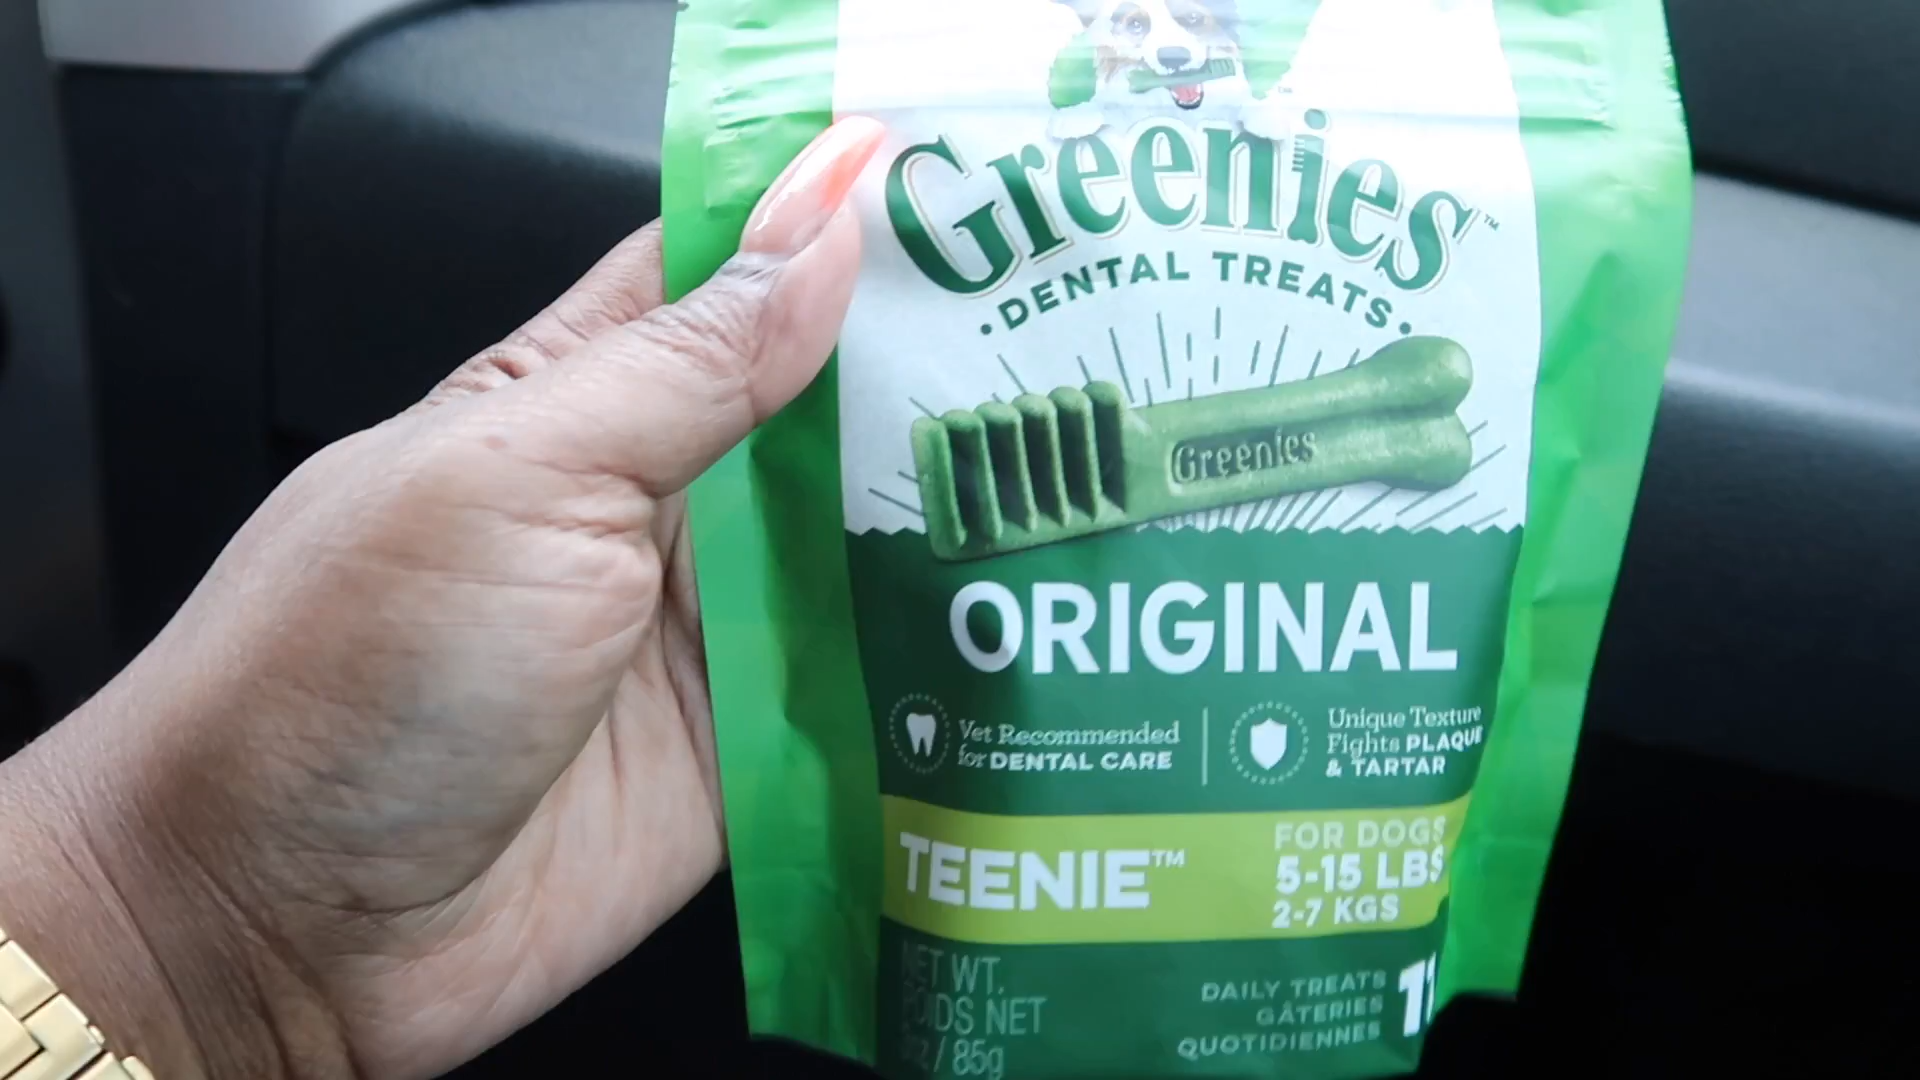 Greenies™
• DENTAL TREATS •
Greenies
ORIGINAL
Vet Recommended
for DENTAL CARE
Unique Texture
Fights PLAQUE
& TARTAR
TEENIE™
FOR DOGS
5-15 LBS
2-7 KGS
NET WT.
POIDS NET
/ 85g
DAILY TREATS
GÂTERIES
QUOTIDIENNES